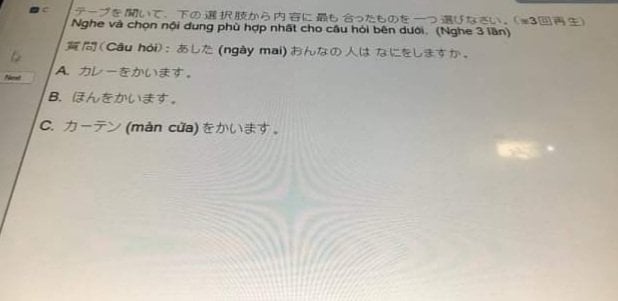 テープを聞いて、下の選択肢から内容に最も合ったものを一つ選びなさい。(※3回再生)
Nghe và chọn nội dung phù hợp nhất cho câu hỏi bên dưới. (Nghe 3 lần)
質問(Câu hỏi): あした (ngày mai) おんなの人は なにをしますか。
Next
A. カレーをかいます。
B. ほんをかいます。
C. カーテン (màn cửa) をかいます。